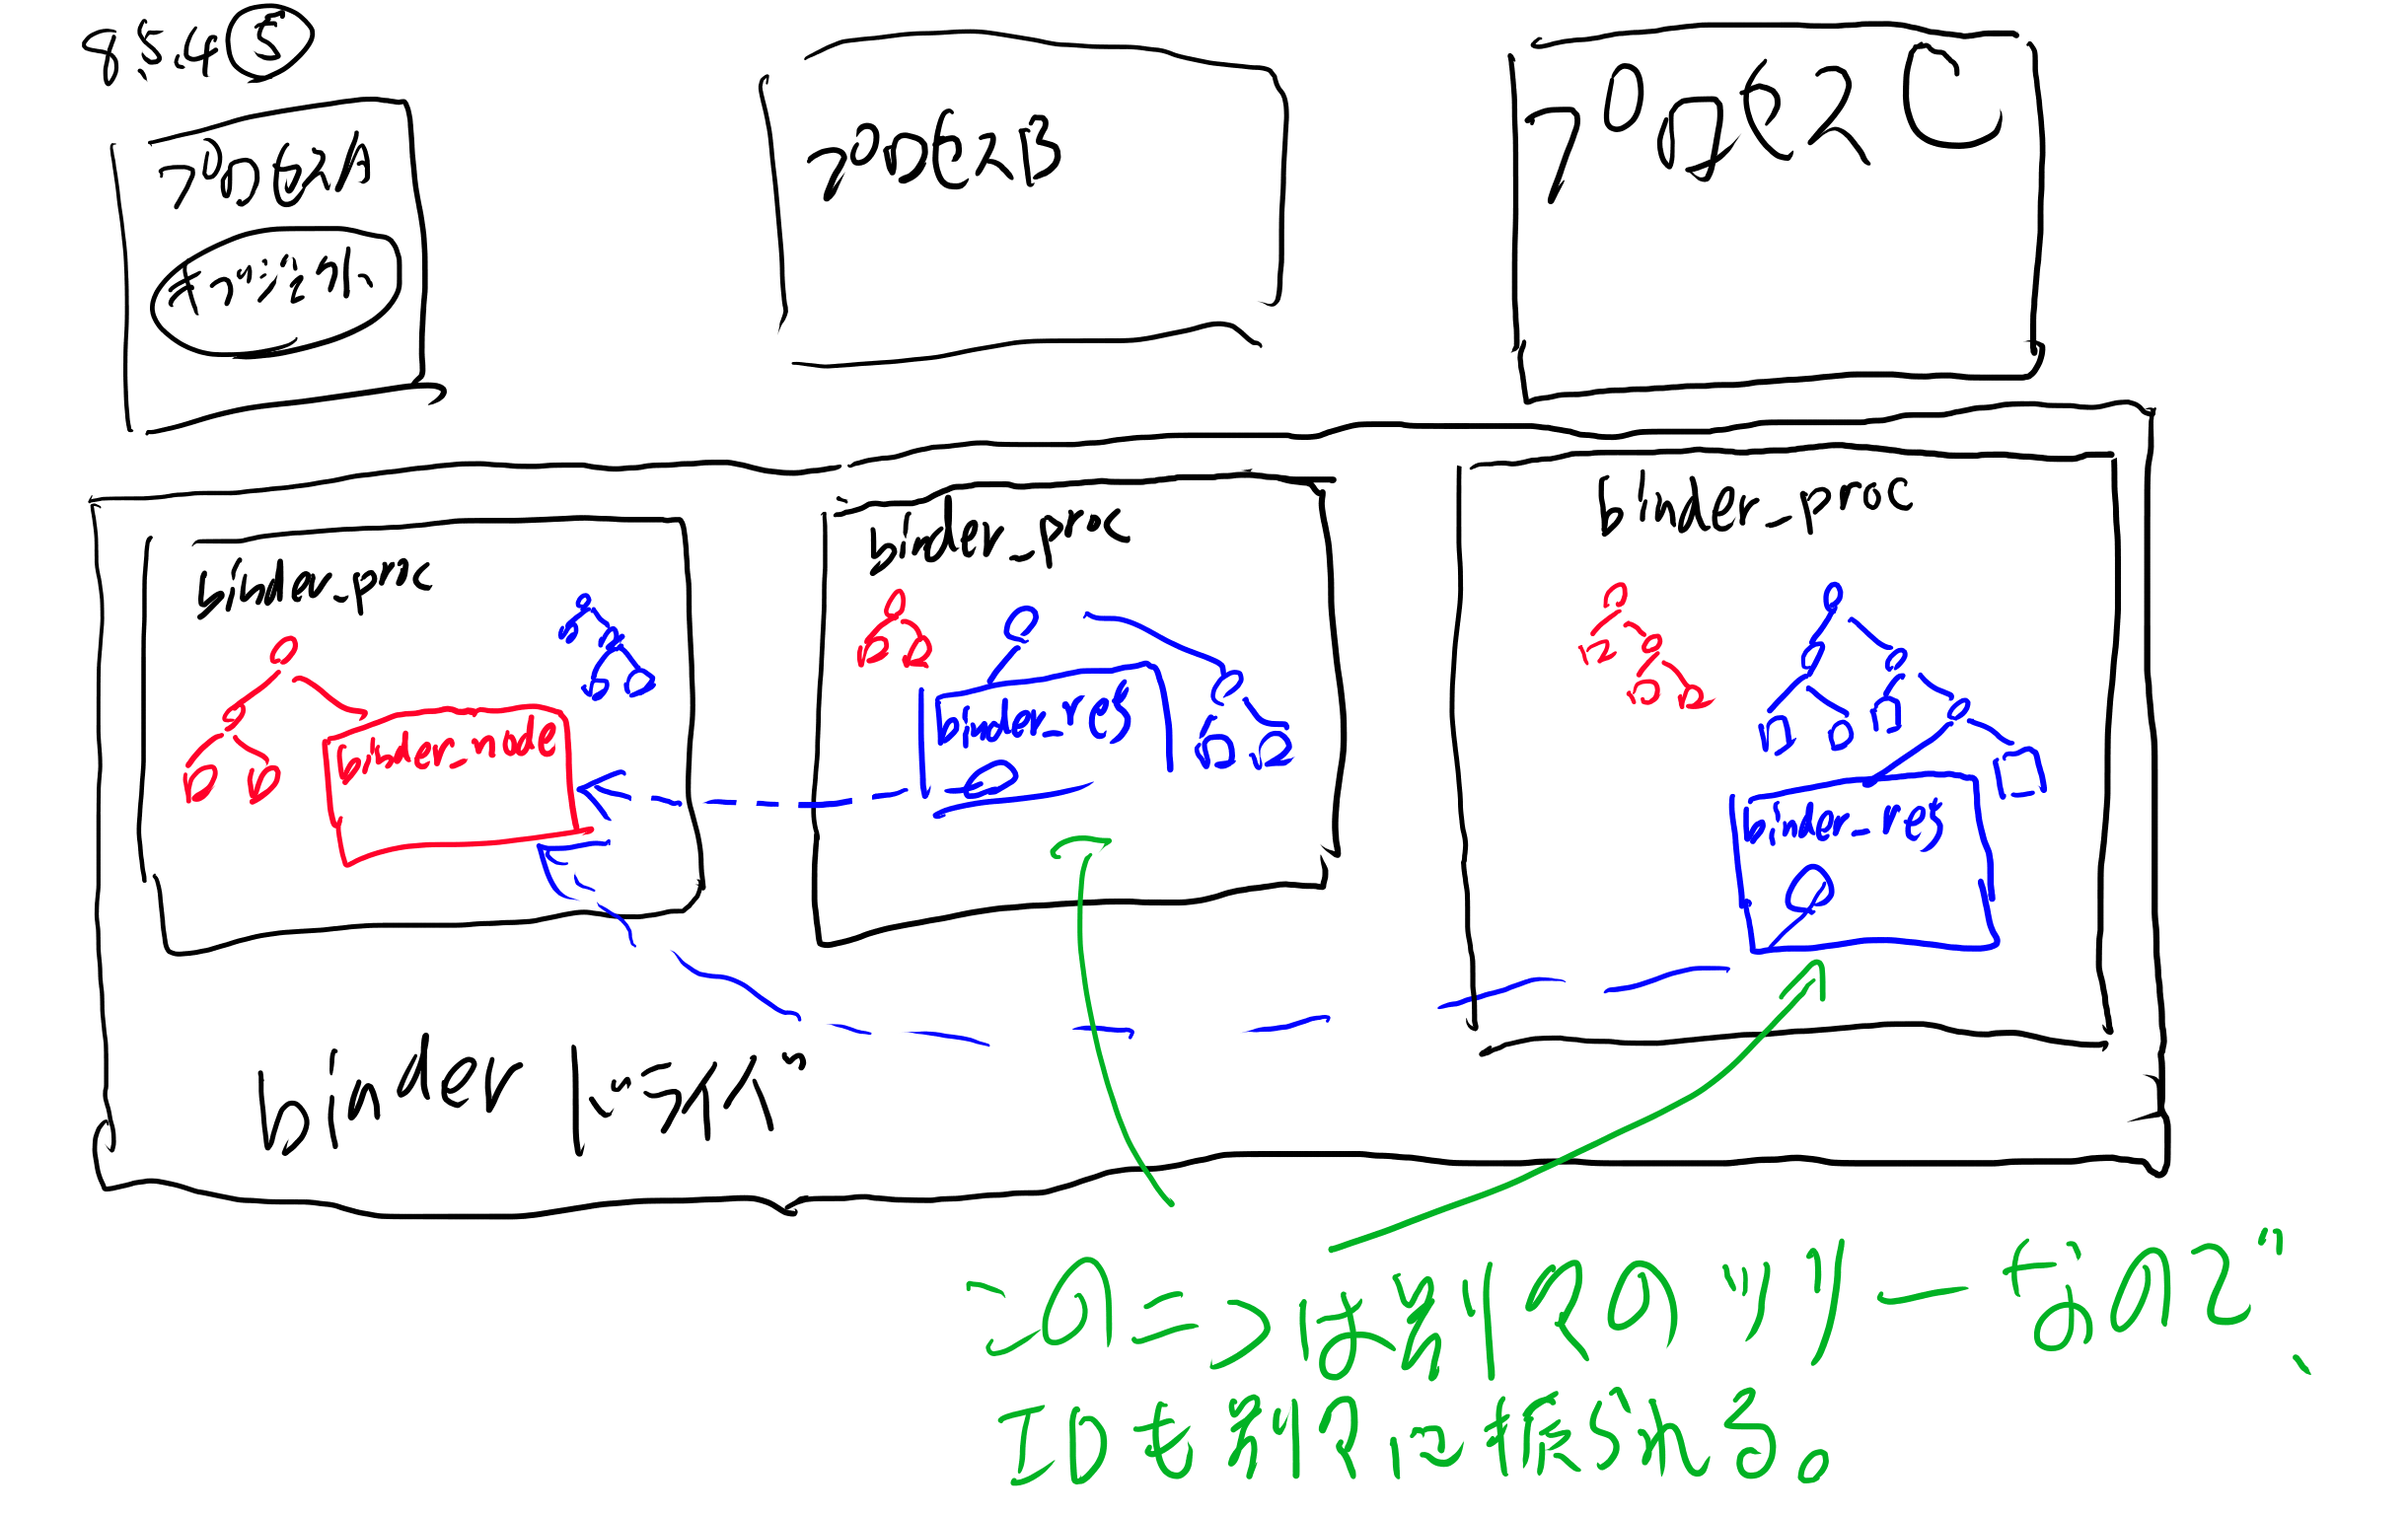 8.5.4 ⑤
プロセスA
オブジェクト
プロセスB
プロセスC
binder_proc
binder_proc
binder_proc
binder_node
binder_ref
binder_ref
binder ドライバ
この二つは別々のツリーなので、
IDも別々に振られる。